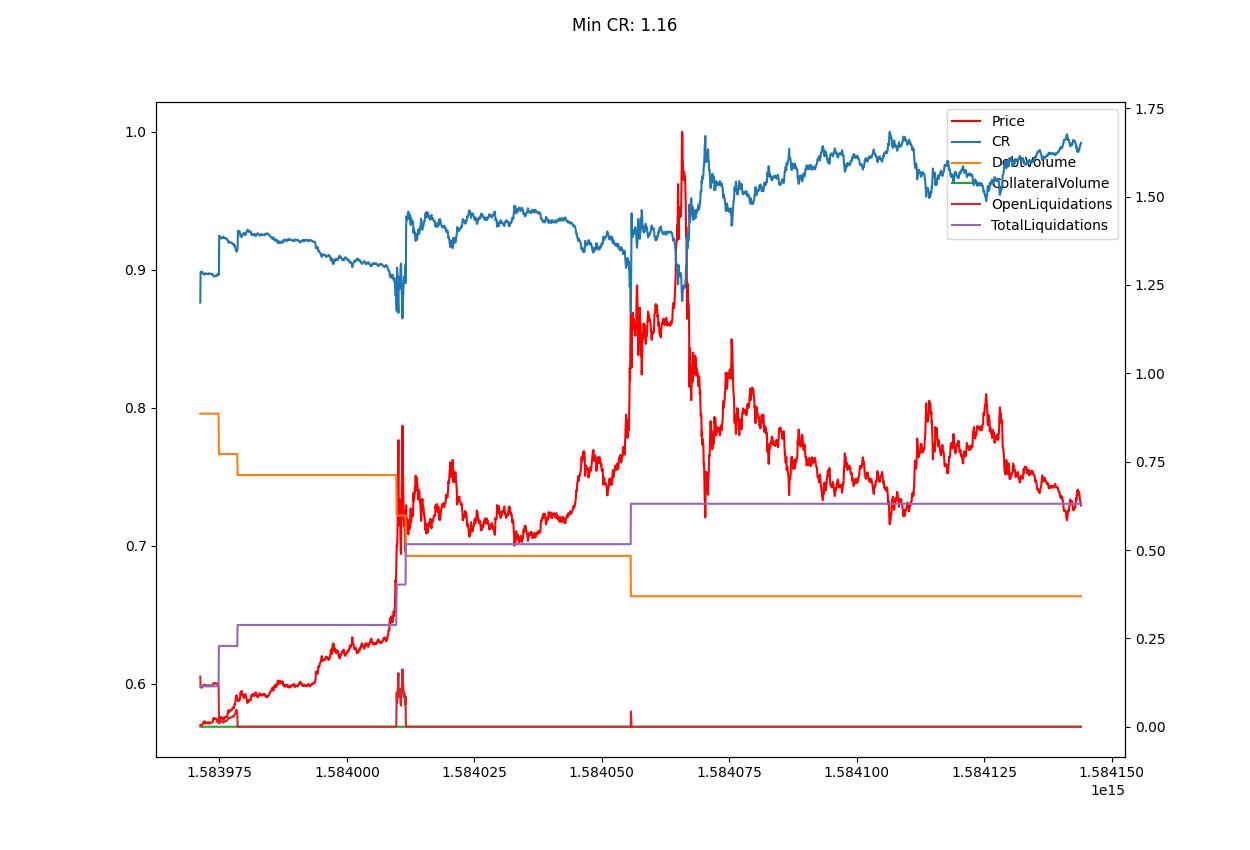 Min CR: 1.16
1.0
0.9
0.8
0.7
0.6
1.75
1.50
1.25
1.00
0.75
0.50
0.25
0.00
Price
CR
DebtVolume
CollateralVolume
OpenLiquidations
TotalLiquidations
1.583975 1.584000 1.584025 1.584050 1.584075 1.584100 1.584125 1.584150
1e15